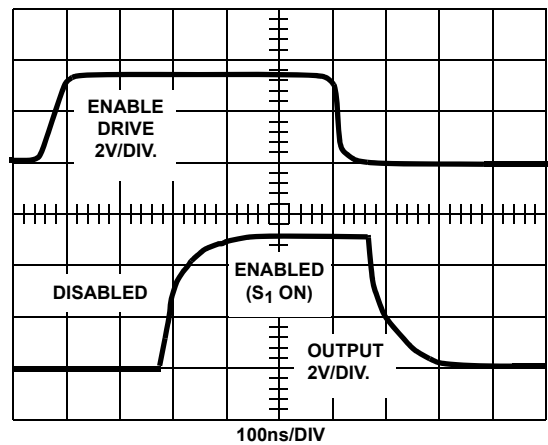 ENABLE
DRIVE
2V/DIV.
DISABLED
ENABLED
(S1 ON)
OUTPUT
2V/DIV.
100ns/DIV